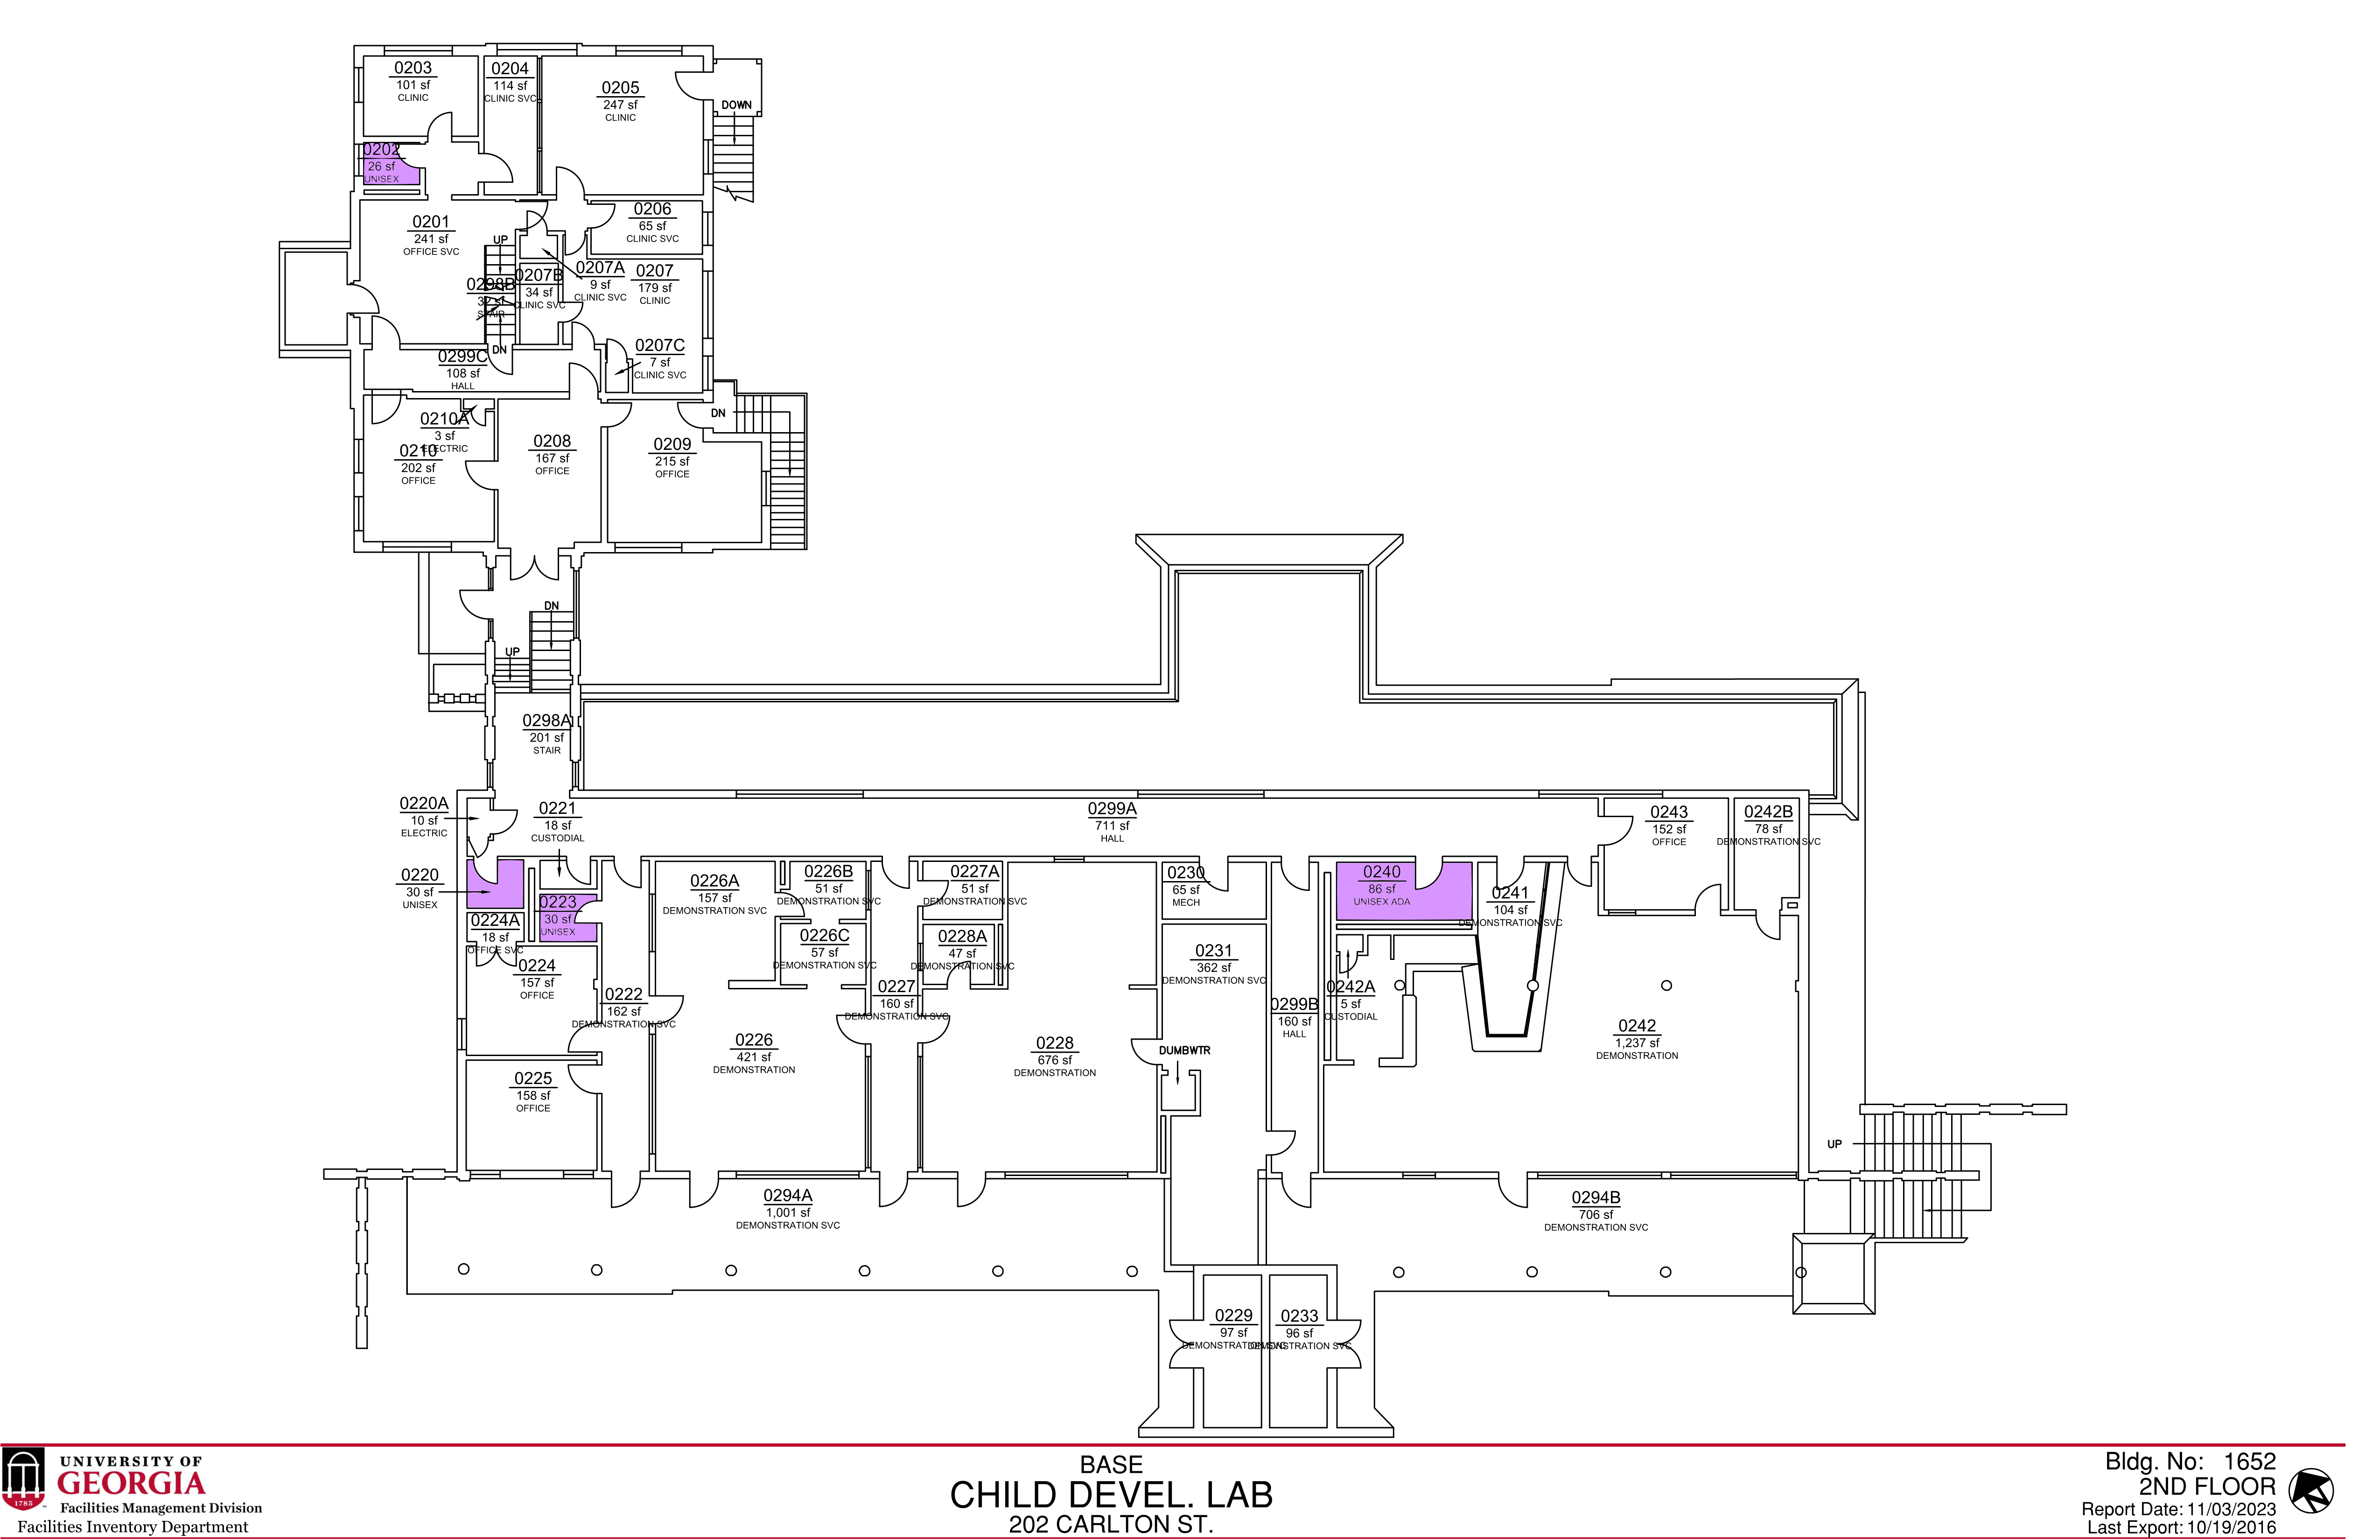 0203
101 sf
CLINIC
0204
114 sf
CLINIC SVC
0205
247 sf
CLINIC
DOWN
0202
26 sf
UNISEX
0201
241 sf
OFFICE SVC
0206
65 sf
CLINIC SVC
UP
0298B
STAIR
0207B
34 sf
CLINIC SVC
0207A
9 sf
CLINIC SVC
0207
179 sf
CLINIC
DN
0299C
108 sf
HALL
0207C
7 sf
CLINIC SVC
0210A
3 sf
ELECTRIC
0210
202 sf
OFFICE
0208
167 sf
OFFICE
0209
215 sf
OFFICE
DN
DN
UP
0298A
201 sf
STAIR
0220A
10 sf
ELECTRIC
0221
18 sf
CUSTODIAL
0299A
711 sf
HALL
0243
152 sf
OFFICE
0242B
78 sf
DEMONSTRATION SVC
0220
30 sf
UNISEX
0223
30 sf
UNISEX
0224A
18 sf
OFFICE SVC
0224
157 sf
OFFICE
0222
162 sf
DEMONSTRATION SVC
0225
158 sf
OFFICE
0226A
157 sf
DEMONSTRATION SVC
0226B
51 sf
DEMONSTRATION SVC
0226C
57 sf
DEMONSTRATION SVC
0226
421 sf
DEMONSTRATION
0227A
51 sf
DEMONSTRATION SVC
0228A
47 sf
DEMONSTRATION SVC
0227
160 sf
DEMONSTRATION SVC
0228
676 sf
DEMONSTRATION
0230
65 sf
MECH
0231
362 sf
DEMONSTRATION SVC
DUMBWTR
0299B
160 sf
HALL
0240
86 sf
UNISEX ADA
0241
104 sf
DEMONSTRATION SVC
0242A
5 sf
CUSTODIAL
0242
1,237 sf
DEMONSTRATION
UP
0294A
1,001 sf
DEMONSTRATION SVC
0294B
706 sf
DEMONSTRATION SVC
0229
97 sf
DEMONSTRATION SVC
0233
96 sf
DEMONSTRATION SVC
1785
UNIVERSITY OF
GEORGIA
Facilities Management Division
Facilities Inventory Department
BASE
CHILD DEVEL. LAB
202 CARLTON ST.
Bldg. No: 1652
2ND FLOOR
Report Date: 11/03/2023
Last Export: 10/19/2016